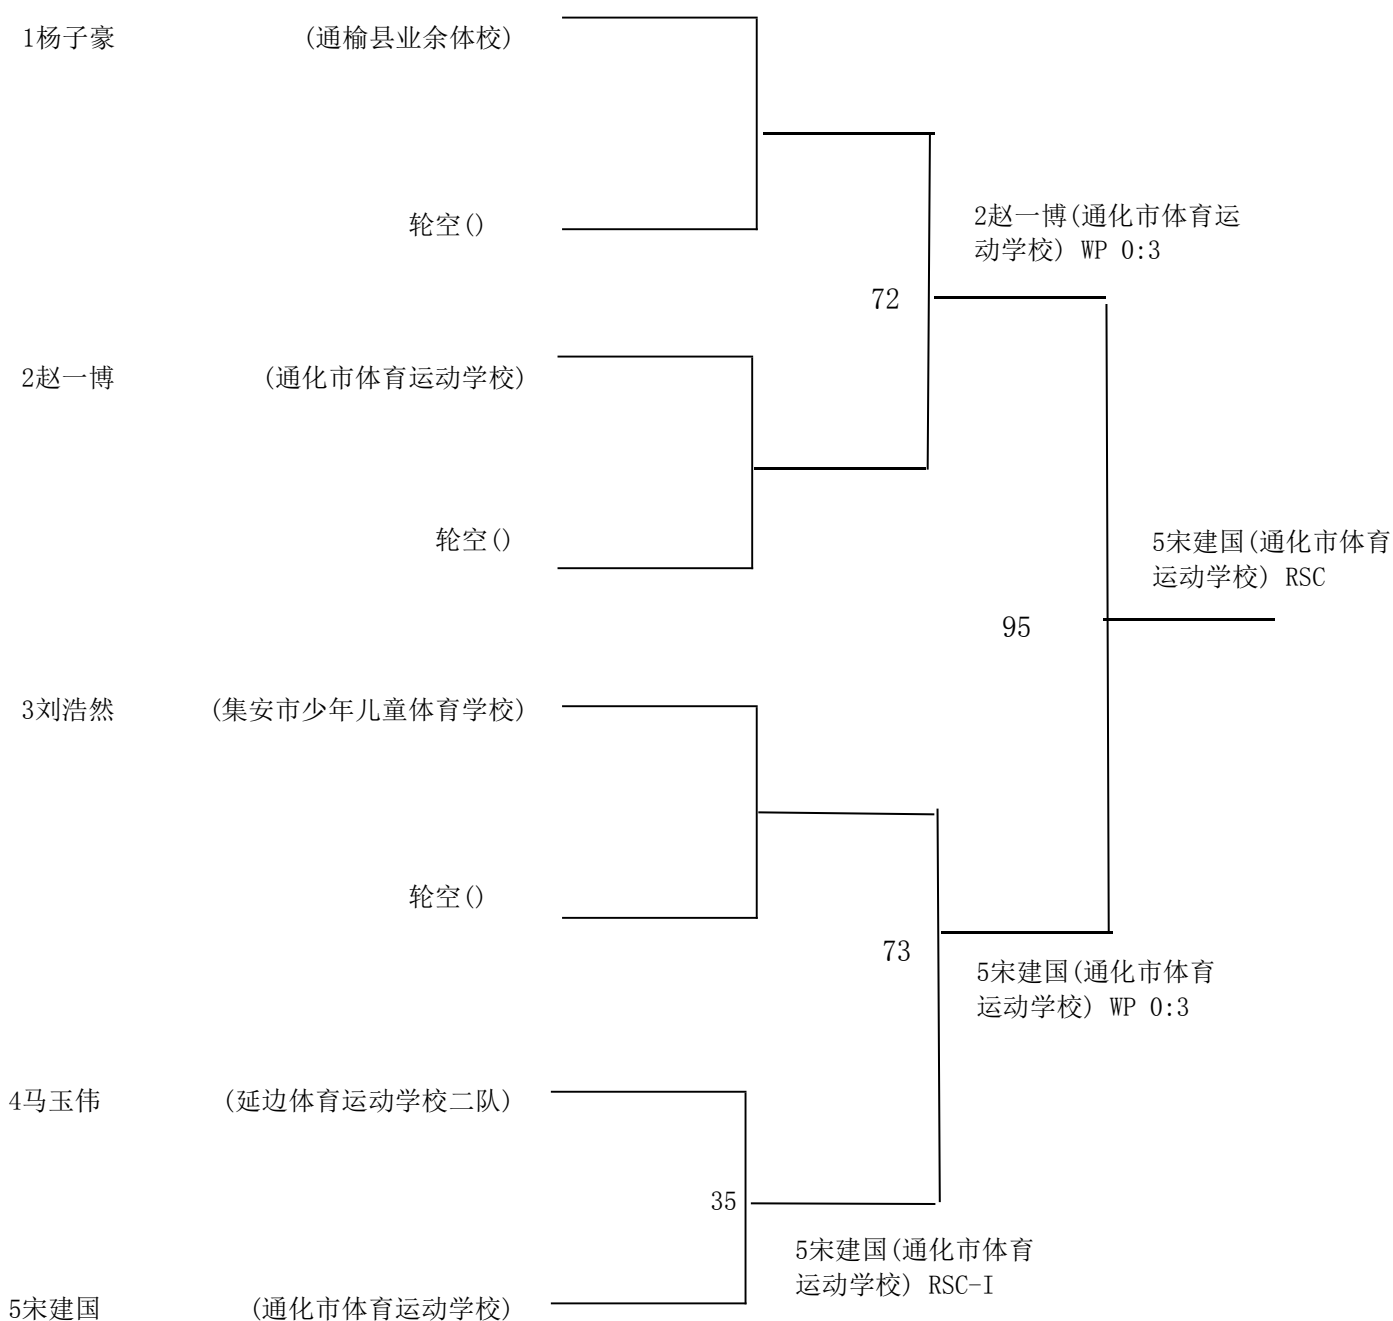 1杨子豪 (通榆县业余体校)
轮空()
2赵一博(通化市体育运
动学校) WP 0:3
72
2赵一博 (通化市体育运动学校)
轮空()
5宋建国(通化市体育
运动学校) RSC
95
3刘浩然 (集安市少年儿童体育学校)
轮空()
73
5宋建国(通化市体育
运动学校) WP 0:3
4马玉伟 (延边体育运动学校二队)
35
5宋建国(通化市体育
运动学校) RSC-I
5宋建国 (通化市体育运动学校)